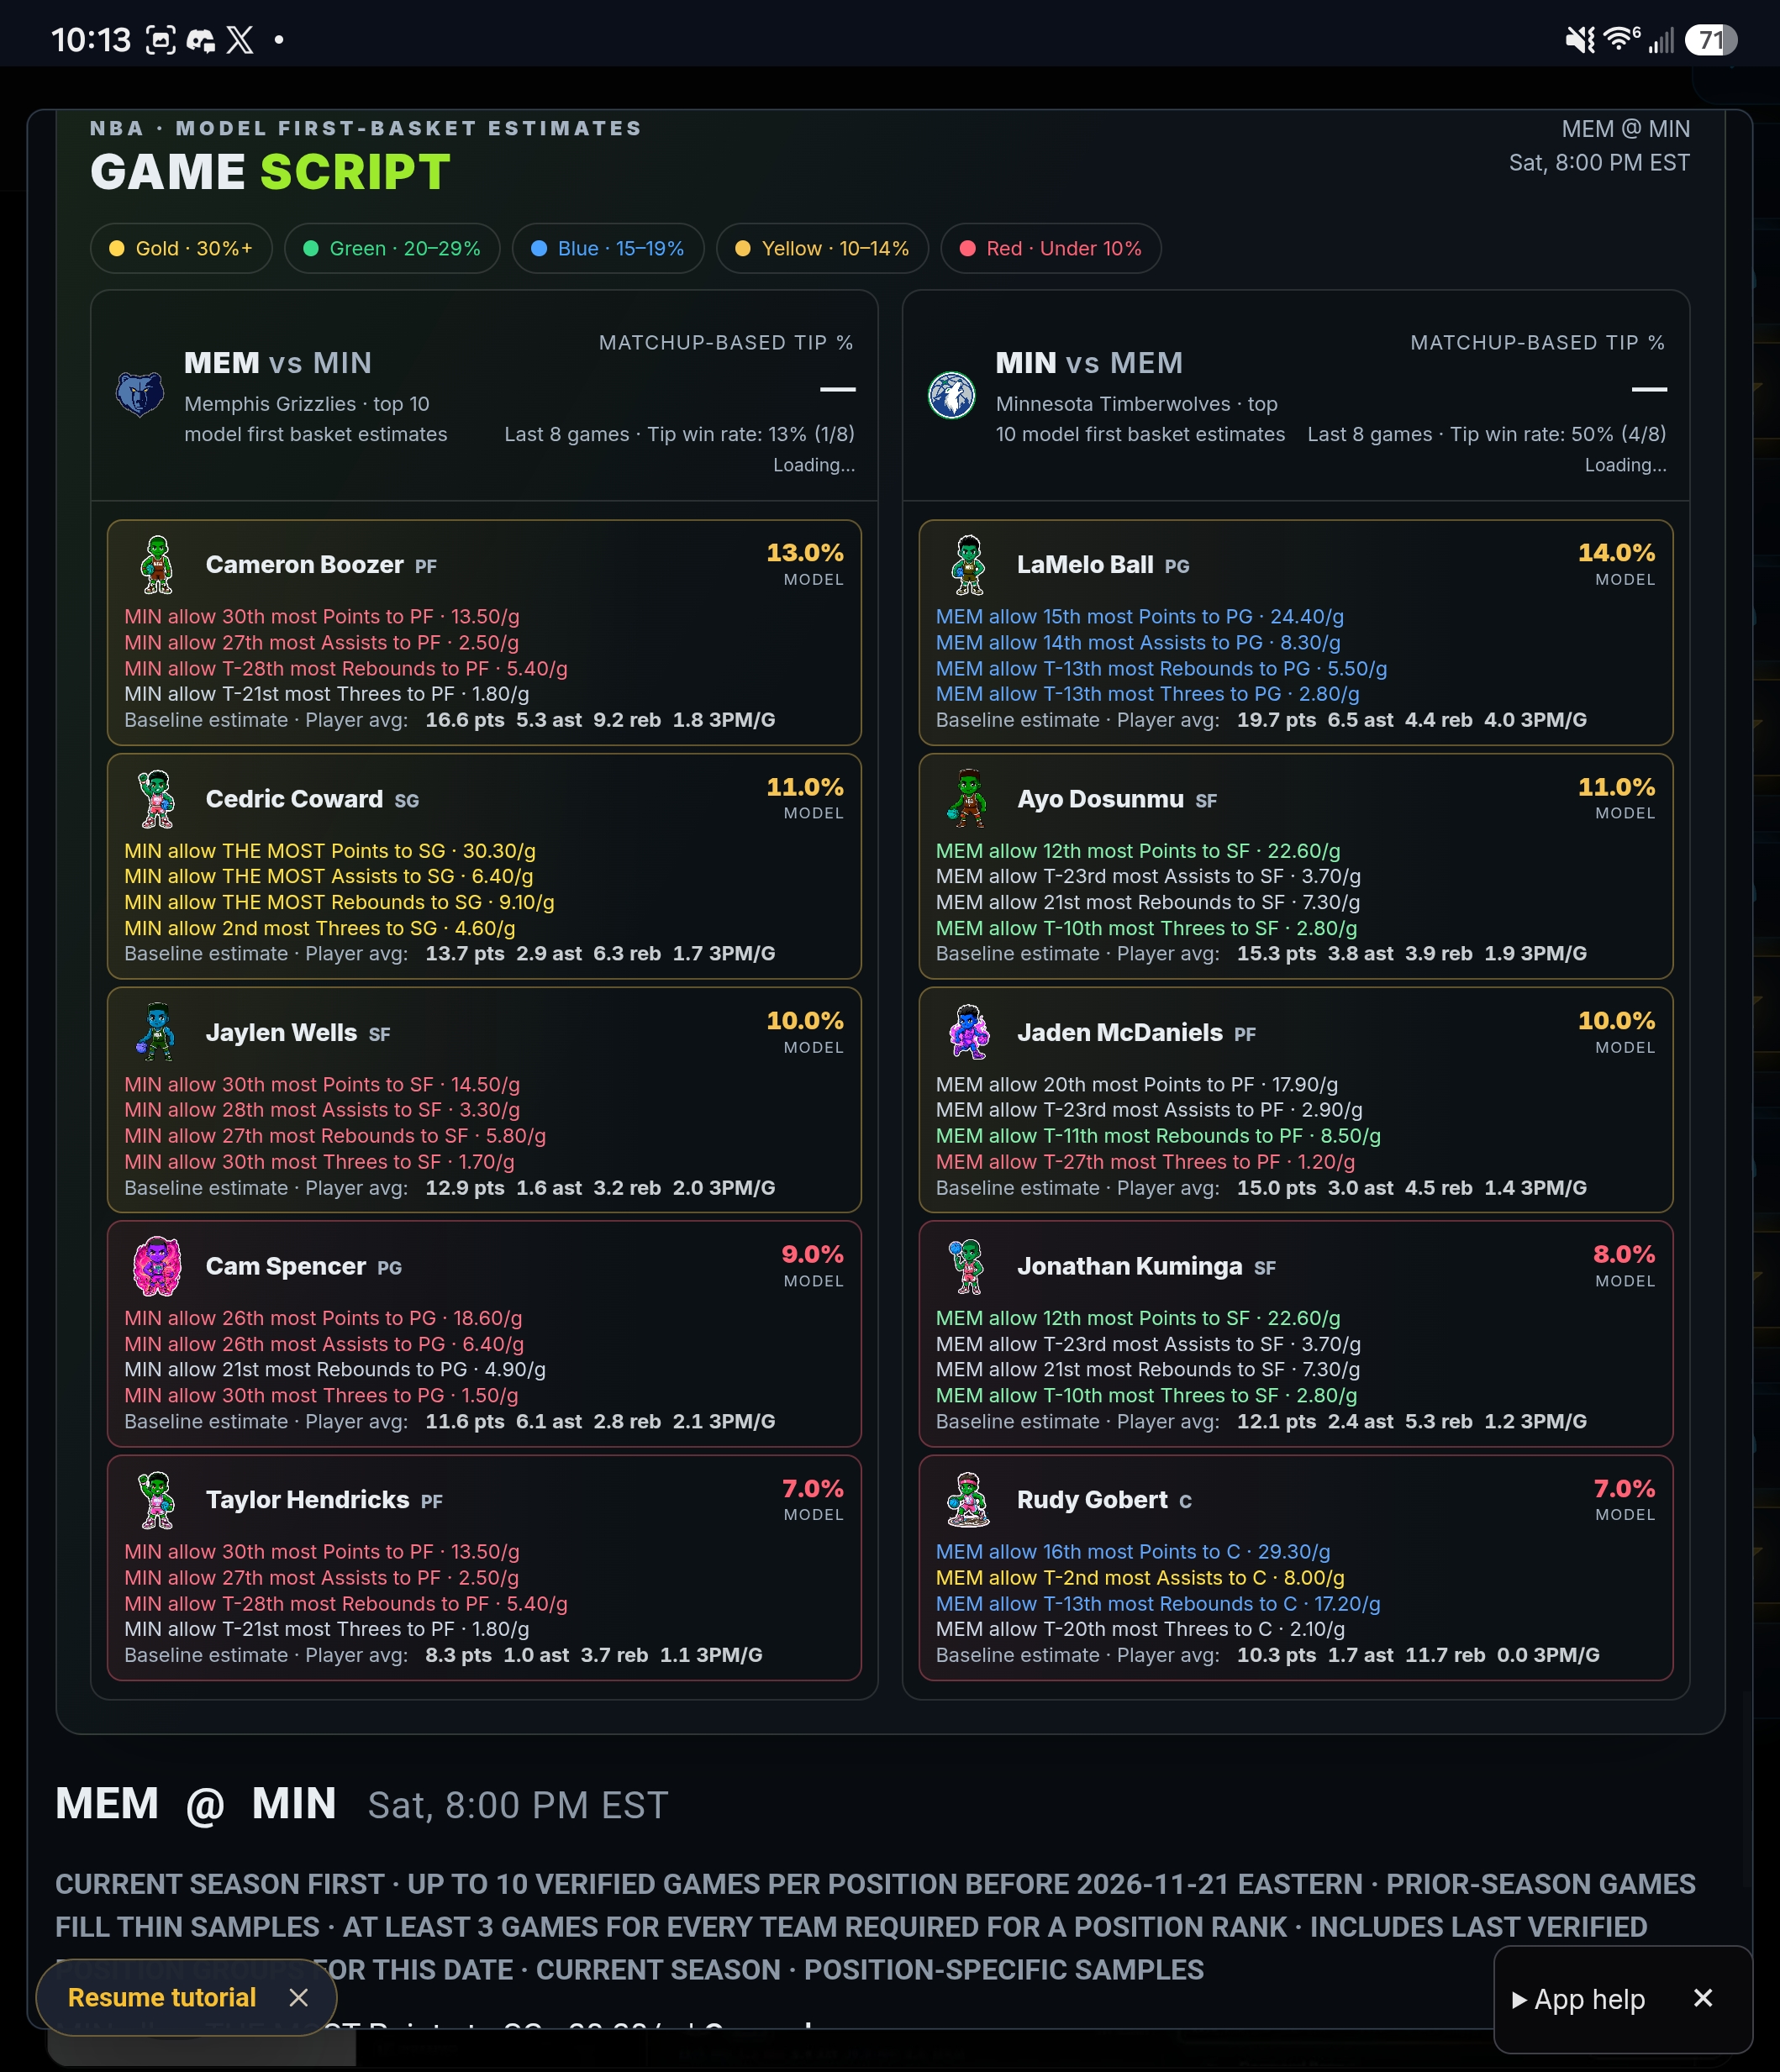 10:13
6
71
NBA · MODEL FIRST-BASKET ESTIMATES
GAME SCRIPT
MEM @ MIN
Sat, 8:00 PM EST
Gold · 30%+
Green · 20–29%
Blue · 15–19%
Yellow · 10–14%
Red · Under 10%
MEM vs MIN
Memphis Grizzlies · top 10
model first basket estimates
MATCHUP-BASED TIP %
—
Last 8 games · Tip win rate: 13% (1/8)
Loading...
Cameron Boozer PF
13.0%
MODEL
MIN allow 30th most Points to PF · 13.50/g
MIN allow 27th most Assists to PF · 2.50/g
MIN allow T-28th most Rebounds to PF · 5.40/g
MIN allow T-21st most Threes to PF · 1.80/g
Baseline estimate · Player avg: 16.6 pts 5.3 ast 9.2 reb 1.8 3PM/G
Cedric Coward SG
11.0%
MODEL
MIN allow THE MOST Points to SG · 30.30/g
MIN allow THE MOST Assists to SG · 6.40/g
MIN allow THE MOST Rebounds to SG · 9.10/g
MIN allow 2nd most Threes to SG · 4.60/g
Baseline estimate · Player avg: 13.7 pts 2.9 ast 6.3 reb 1.7 3PM/G
Jaylen Wells SF
10.0%
MODEL
MIN allow 30th most Points to SF · 14.50/g
MIN allow 28th most Assists to SF · 3.30/g
MIN allow 27th most Rebounds to SF · 5.80/g
MIN allow 30th most Threes to SF · 1.70/g
Baseline estimate · Player avg: 12.9 pts 1.6 ast 3.2 reb 2.0 3PM/G
Cam Spencer PG
9.0%
MODEL
MIN allow 26th most Points to PG · 18.60/g
MIN allow 26th most Assists to PG · 6.40/g
MIN allow 21st most Rebounds to PG · 4.90/g
MIN allow 30th most Threes to PG · 1.50/g
Baseline estimate · Player avg: 11.6 pts 6.1 ast 2.8 reb 2.1 3PM/G
Taylor Hendricks PF
7.0%
MODEL
MIN allow 30th most Points to PF · 13.50/g
MIN allow 27th most Assists to PF · 2.50/g
MIN allow T-28th most Rebounds to PF · 5.40/g
MIN allow T-21st most Threes to PF · 1.80/g
Baseline estimate · Player avg: 8.3 pts 1.0 ast 3.7 reb 1.1 3PM/G
MIN vs MEM
Minnesota Timberwolves · top
10 model first basket estimates
MATCHUP-BASED TIP %
—
Last 8 games · Tip win rate: 50% (4/8)
Loading...
LaMelo Ball PG
14.0%
MODEL
MEM allow 15th most Points to PG · 24.40/g
MEM allow 14th most Assists to PG · 8.30/g
MEM allow T-13th most Rebounds to PG · 5.50/g
MEM allow T-13th most Threes to PG · 2.80/g
Baseline estimate · Player avg: 19.7 pts 6.5 ast 4.4 reb 4.0 3PM/G
Ayo Dosunmu SF
11.0%
MODEL
MEM allow 12th most Points to SF · 22.60/g
MEM allow T-23rd most Assists to SF · 3.70/g
MEM allow 21st most Rebounds to SF · 7.30/g
MEM allow T-10th most Threes to SF · 2.80/g
Baseline estimate · Player avg: 15.3 pts 3.8 ast 3.9 reb 1.9 3PM/G
Jaden McDaniels PF
10.0%
MODEL
MEM allow 20th most Points to PF · 17.90/g
MEM allow T-23rd most Assists to PF · 2.90/g
MEM allow T-11th most Rebounds to PF · 8.50/g
MEM allow T-27th most Threes to PF · 1.20/g
Baseline estimate · Player avg: 15.0 pts 3.0 ast 4.5 reb 1.4 3PM/G
Jonathan Kuminga SF
8.0%
MODEL
MEM allow 12th most Points to SF · 22.60/g
MEM allow T-23rd most Assists to SF · 3.70/g
MEM allow 21st most Rebounds to SF · 7.30/g
MEM allow T-10th most Threes to SF · 2.80/g
Baseline estimate · Player avg: 12.1 pts 2.4 ast 5.3 reb 1.2 3PM/G
Rudy Gobert C
7.0%
MODEL
MEM allow 16th most Points to C · 29.30/g
MEM allow T-2nd most Assists to C · 8.00/g
MEM allow T-13th most Rebounds to C · 17.20/g
MEM allow T-20th most Threes to C · 2.10/g
Baseline estimate · Player avg: 10.3 pts 1.7 ast 11.7 reb 0.0 3PM/G
MEM @ MIN Sat, 8:00 PM EST
CURRENT SEASON FIRST · UP TO 10 VERIFIED GAMES PER POSITION BEFORE 2026-11-21 EASTERN · PRIOR-SEASON GAMES
FILL THIN SAMPLES · AT LEAST 3 GAMES FOR EVERY TEAM REQUIRED FOR A POSITION RANK · INCLUDES LAST VERIFIED
POSITION GROUPS FOR THIS DATE · CURRENT SEASON · POSITION-SPECIFIC SAMPLES
Resume tutorial
App help